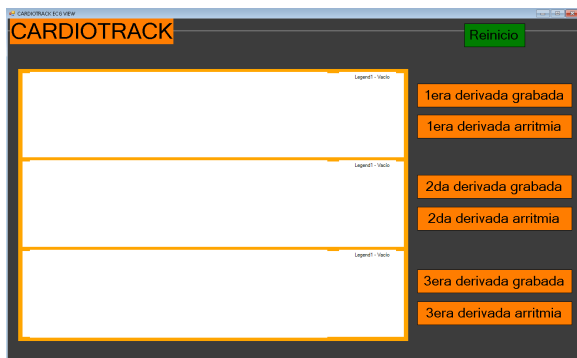 CARDIOTRACK ECG VIEW
CARDIOTRACK
Reinicio
Legend1 - Vacío
1era derivada grabada
1era derivada arritmia
Legend1 - Vacío
2da derivada grabada
2da derivada arritmia
Legend1 - Vacío
3era derivada grabada
3era derivada arritmia